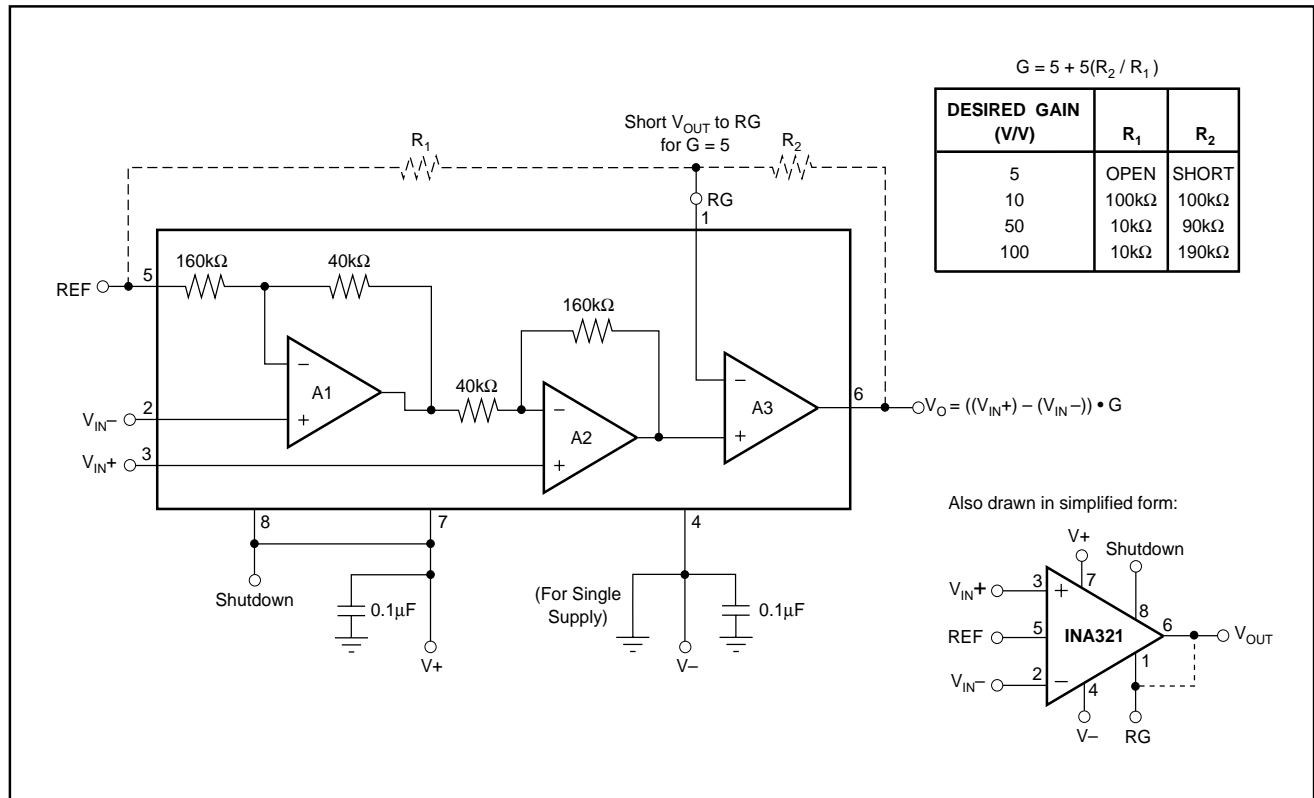 G = 5 + 5(R2 / R1)
DESIRED GAIN
(V/V)
R1
R2
5 OPEN SHORT
10 100kΩ 100kΩ
50 10kΩ 90kΩ
100 10kΩ 190kΩ
Short VOUT to RG
for G = 5
R1
R2
RG
1
REF
5
160kΩ
40kΩ
160kΩ
−
A1
+
40kΩ
−
A2
+
−
A3
+
6
VO = ((VIN+) − (VIN−)) • G
VIN−
2
VIN+
3
8
7
4
Shutdown
0.1µF
V+
(For Single
Supply)
0.1µF
V−
Also drawn in simplified form:
V+
Shutdown
VIN+
3
+
7
8
REF
5
INA321
6
VOUT
VIN−
2
−
4
1
V−
RG